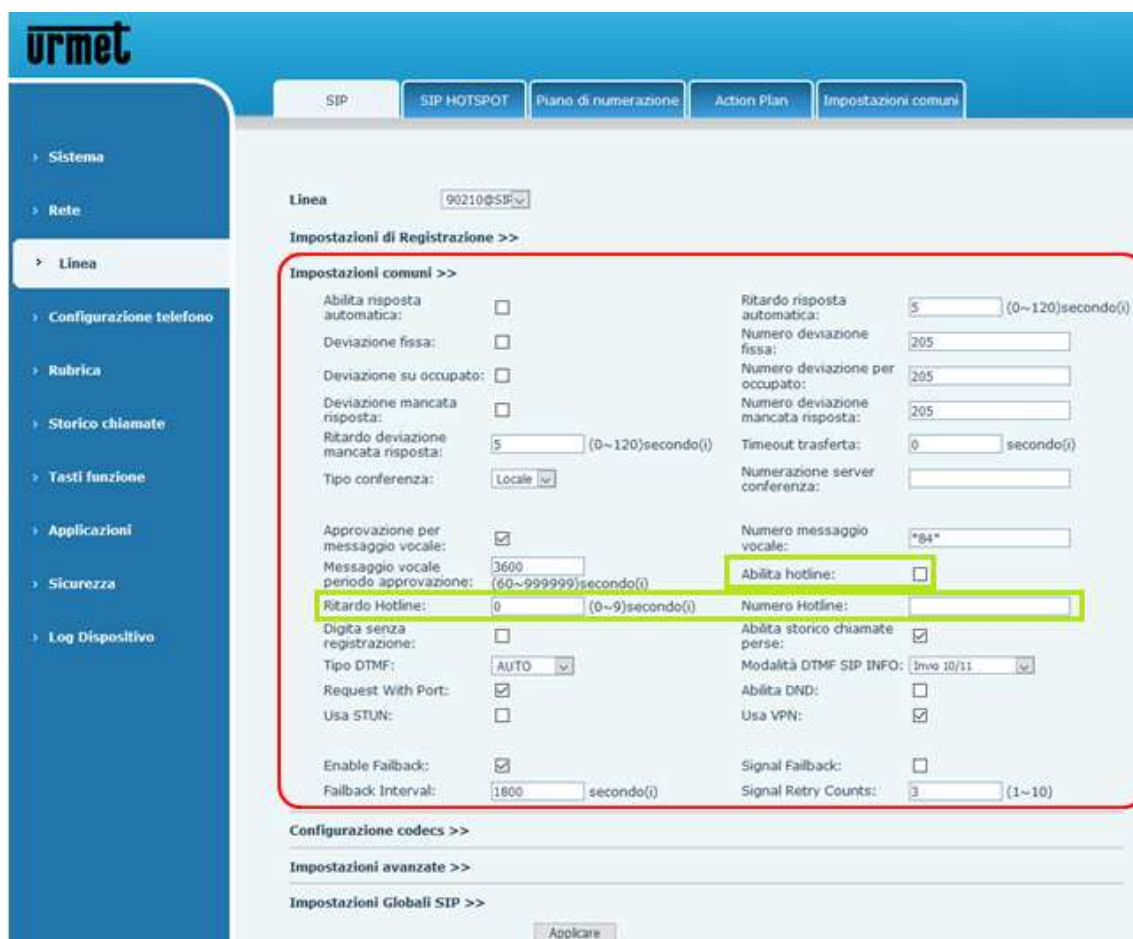 urmet
SIP
SIP HOTSPOT
Piano di numerazione
Action Plan
Impostazioni comuni
Sistema
Rete
Linea
Configurazione telefono
Rubrica
Storico chiamate
Tasti funzione
Applicazioni
Sicurezza
Log Dispositivo
Linea 90210@SIP
Impostazioni di Registrazione >>
Impostazioni comuni >>
Abilita risposta automatica:
Ritardo risposta automatica: 5 (0~120)secondo(i)
Deviazione fissa:
Numero deviazione fissa: 205
Deviazione su occupato:
Numero deviazione per occupato: 205
Deviazione mancata risposta:
Numero deviazione mancata risposta: 205
Ritardo deviazione mancata risposta: 5 (0~120)secondo(i)
Timeout trasferta: 0 secondo(i)
Tipo conferenza: Locale
Numerazione server conferenza:
Approvazione per messaggio vocale:
Numero messaggio vocale: *84*
Messaggio vocale periodo approvazione: 3600 (60~999999)secondo(i)
Abilita hotline:
Ritardo Hotline: 0 (0~9)secondo(i)
Numero Hotline:
Digita senza registrazione:
Abilita storico chiamate perse:
Tipo DTMF: AUTO
Modalità DTMF SIP INFO: Invio 10/11
Request With Port:
Abilita DND:
Usa STUN:
Usa VPN:
Enable Failback:
Signal Failback:
Failback Interval: 1800 secondo(i)
Signal Retry Counts: 3 (1~10)
Configurazione codecs >>
Impostazioni avanzate >>
Impostazioni Globali SIP >>
Applicare